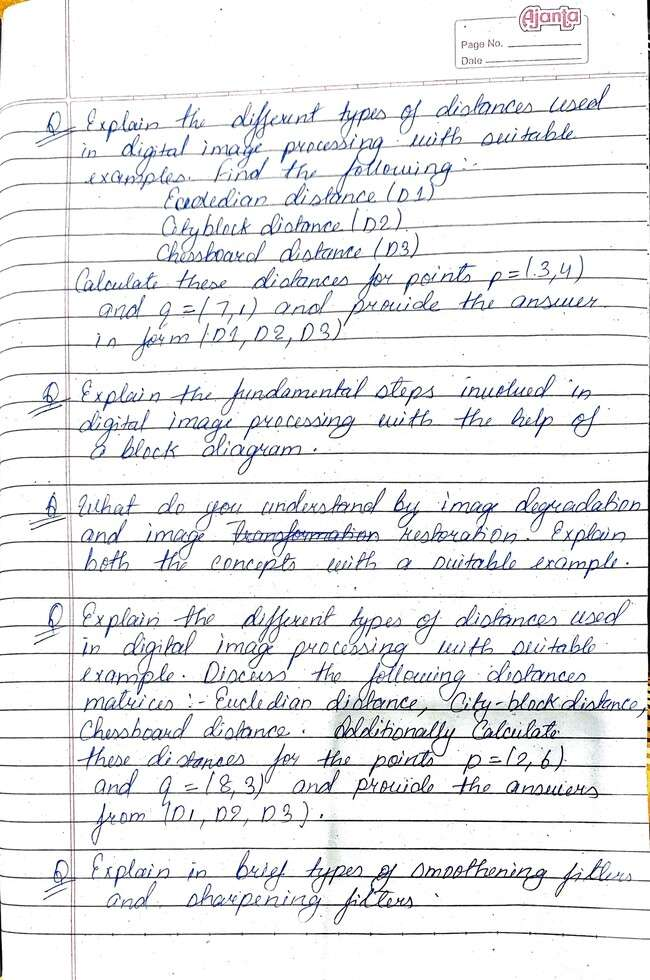 Ajanta
Page No.
Date
Q Explain the different types of distances used
in digital image processing with suitable
examples. Find the following :-
Eucledian distance (D1)
City block distance (D2)
Chessboard distance (D3)
Calculate these distances for points p=(3,4)
and q =(7,1) and provide the answer
in form (D1, D2, D3)
Q Explain the fundamental steps involved in
digital image processing with the help of
a block diagram.
Q What do you understand by image degradation
and image Transformation restoration. Explain
both the concepts with a suitable example.
Q Explain the different types of distances used
in digital image processing with suitable
example. Discuss the following distances
matrices :- Eucledian distance, City-block distance,
Chessboard distance. Additionally Calculate
these distances for the points p=(2,6)
and q =(8,3) and provide the answers
from (D1, D2, D3).
Q Explain in brief types of smoothening filters
and sharpening filters.